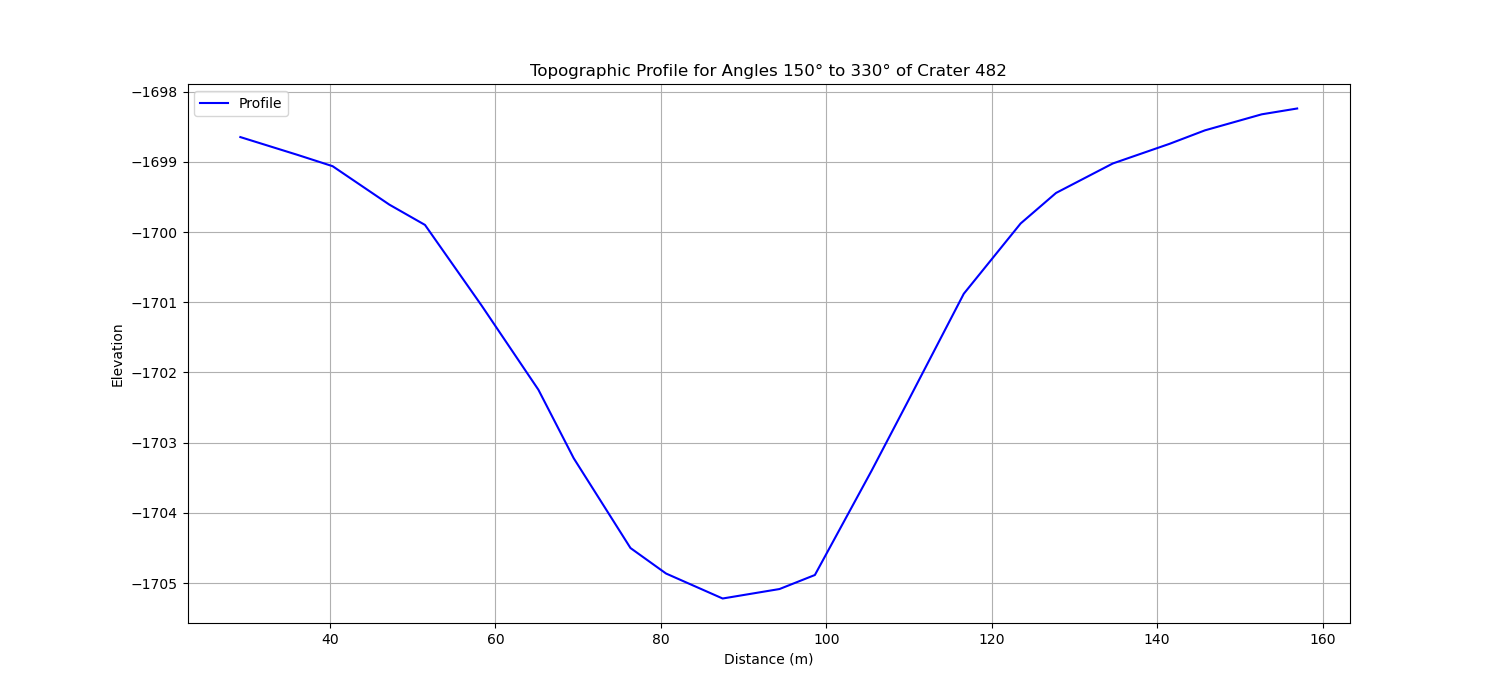 Topographic Profile for Angles 150° to 330° of Crater 482
Profile
−1698
−1699
−1700
−1701
−1702
−1703
−1704
−1705
Elevation
40 60 80 100 120 140 160
Distance (m)